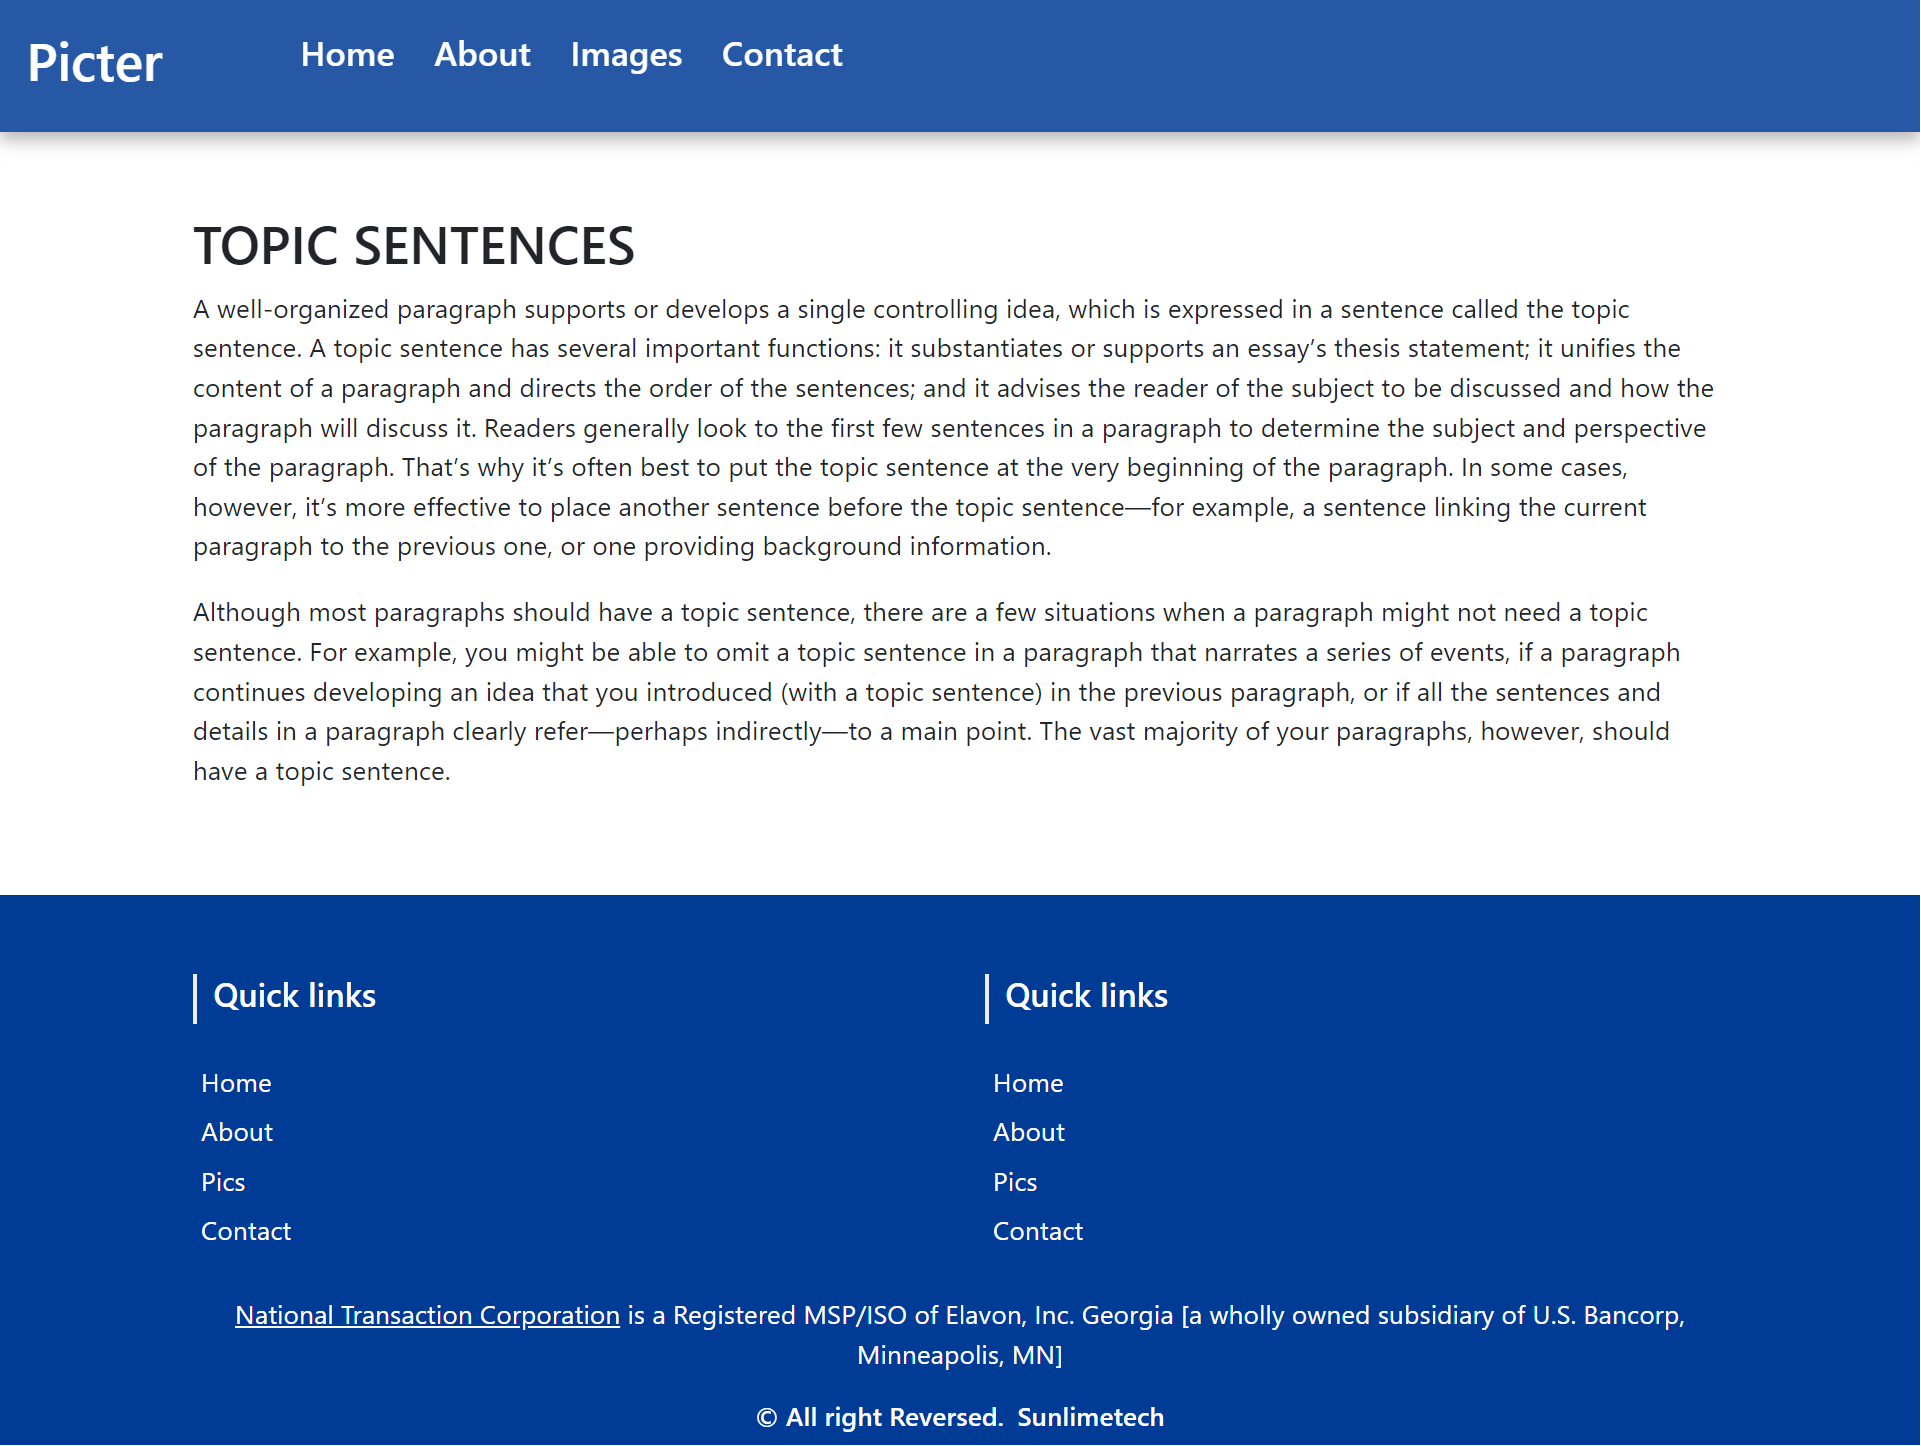 Picter
Home About Images Contact
TOPIC SENTENCES
A well-organized paragraph supports or develops a single controlling idea, which is expressed in a sentence called the topic
sentence. A topic sentence has several important functions: it substantiates or supports an essay’s thesis statement; it unifies the
content of a paragraph and directs the order of the sentences; and it advises the reader of the subject to be discussed and how the
paragraph will discuss it. Readers generally look to the first few sentences in a paragraph to determine the subject and perspective
of the paragraph. That’s why it’s often best to put the topic sentence at the very beginning of the paragraph. In some cases,
however, it’s more effective to place another sentence before the topic sentence—for example, a sentence linking the current
paragraph to the previous one, or one providing background information.
Although most paragraphs should have a topic sentence, there are a few situations when a paragraph might not need a topic
sentence. For example, you might be able to omit a topic sentence in a paragraph that narrates a series of events, if a paragraph
continues developing an idea that you introduced (with a topic sentence) in the previous paragraph, or if all the sentences and
details in a paragraph clearly refer—perhaps indirectly—to a main point. The vast majority of your paragraphs, however, should
have a topic sentence.
Quick links
Home
About
Pics
Contact
Quick links
Home
About
Pics
Contact
National Transaction Corporation is a Registered MSP/ISO of Elavon, Inc. Georgia [a wholly owned subsidiary of U.S. Bancorp,
Minneapolis, MN]
© All right Reversed. Sunlimetech